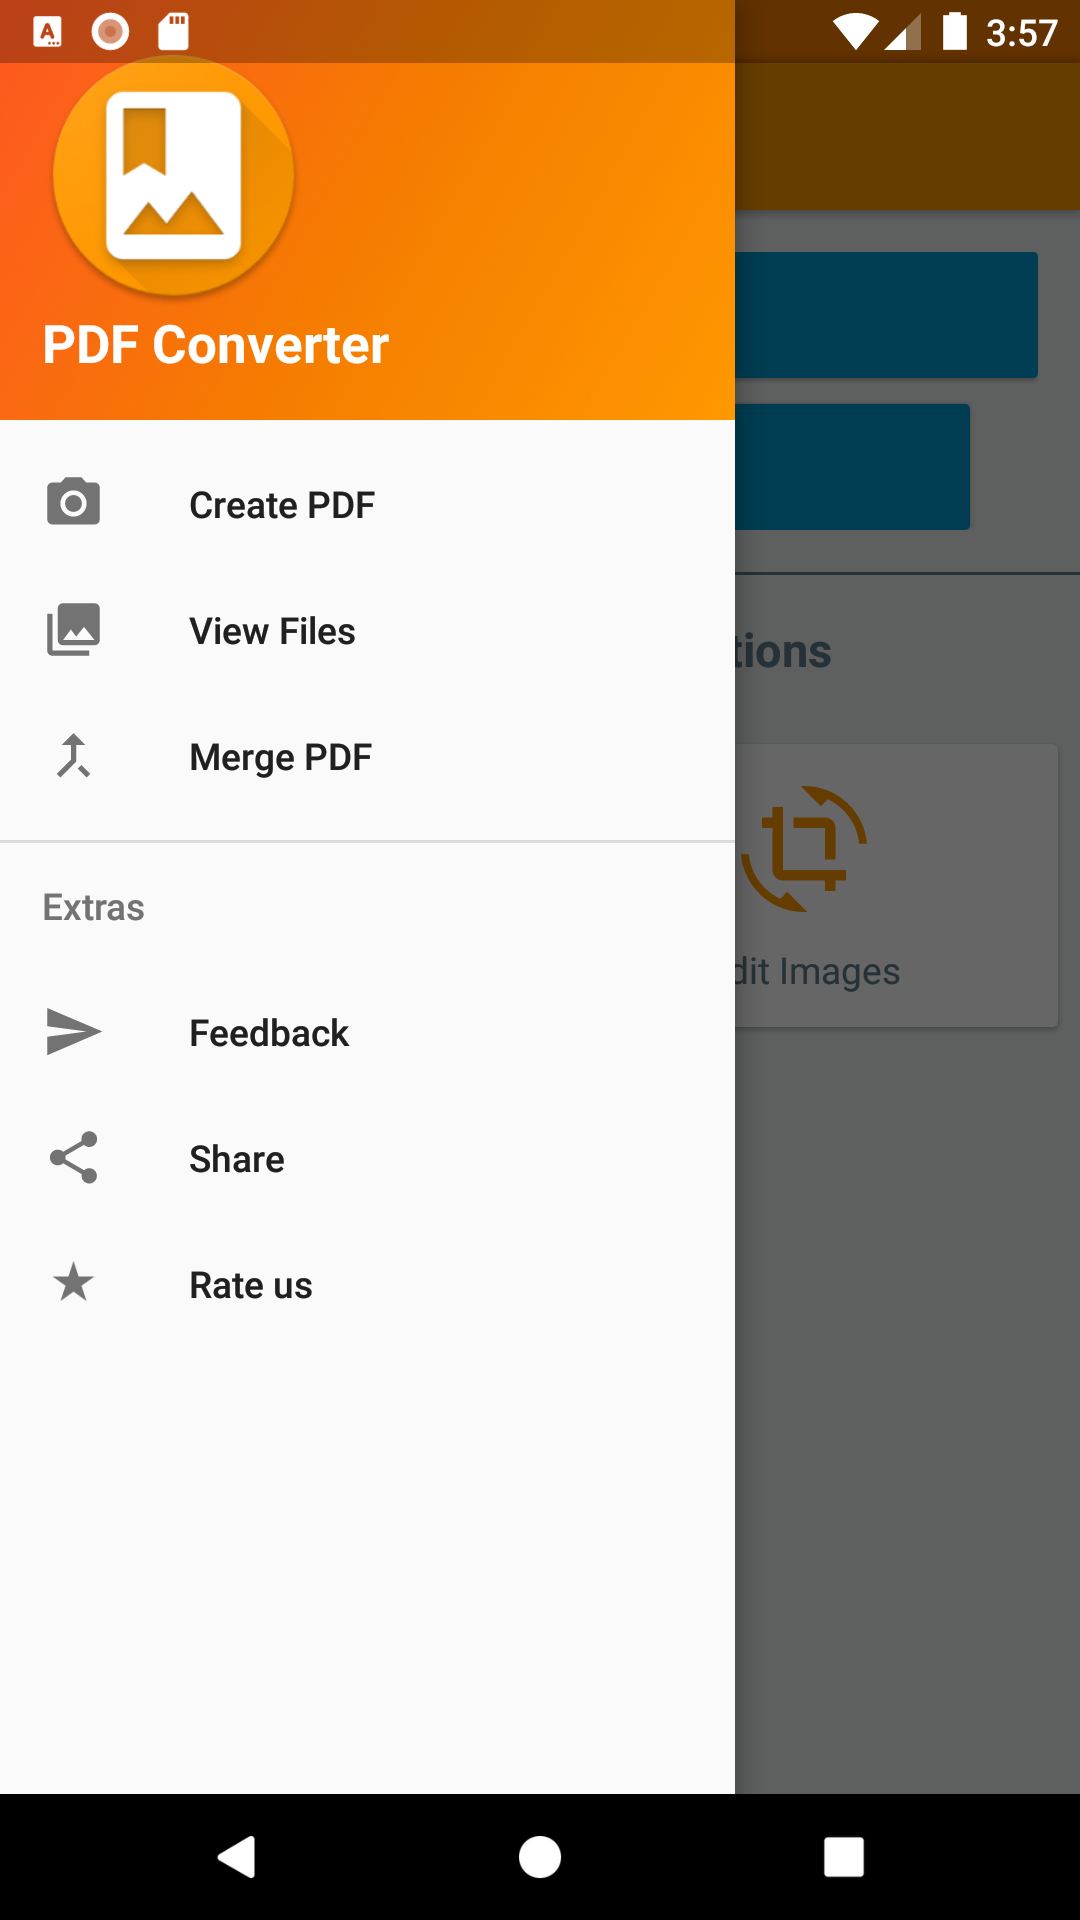 3:57
PDF Converter
Create PDF
View Files
Merge PDF
Extras
Feedback
Share
Rate us
tions
dit Images